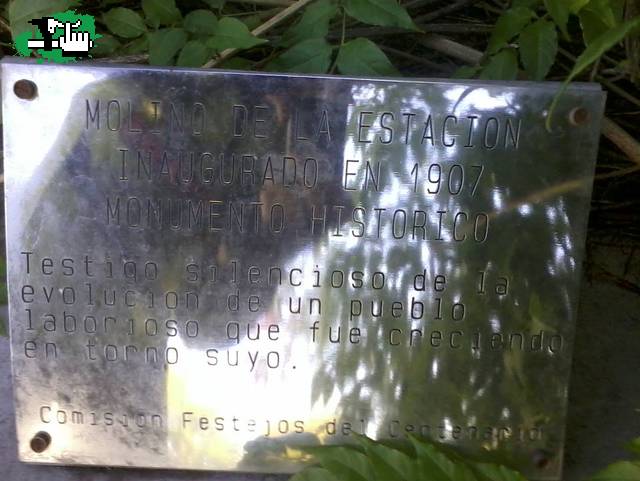 MOLINO DE LA ESTACION
INAUGURADO EN 1907
MONUMENTO HISTORICO
Testigo silencioso de la
evolucion de un pueblo
laborioso que fue creciendo
en torno suyo.
Comision Festejos del Centenario